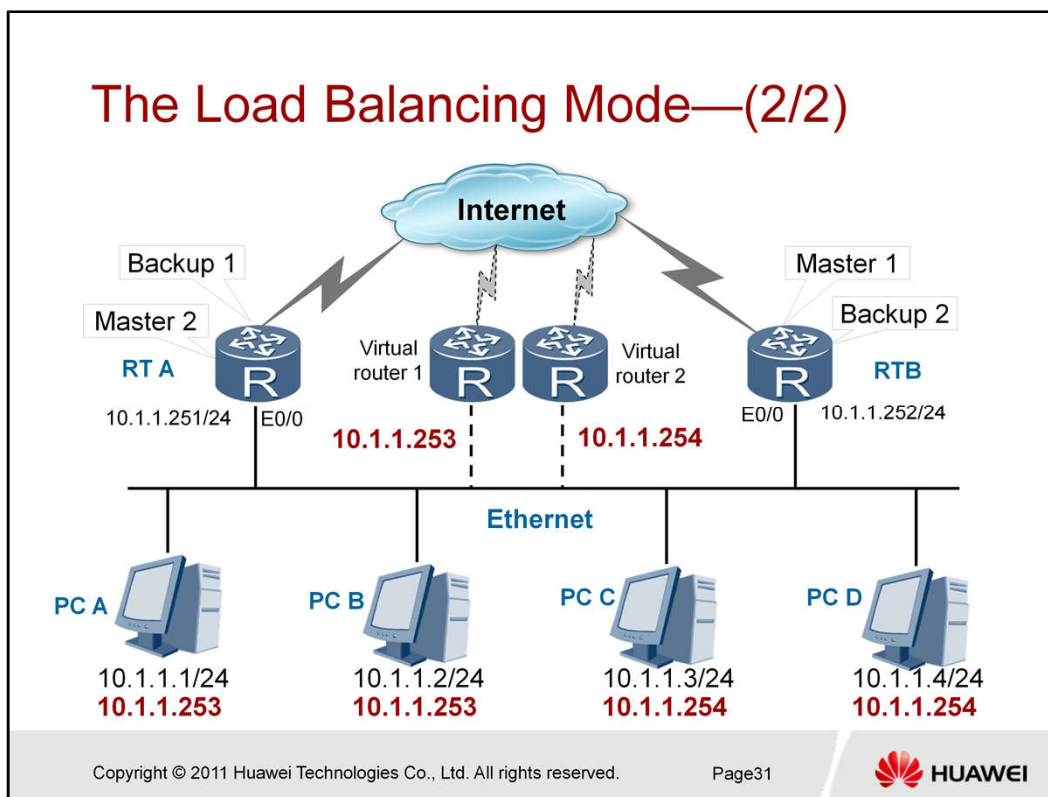 The Load Balancing Mode—(2/2)
Internet
Backup 1
Master 2
RT A
10.1.1.251/24
E0/0
Virtual
router 1
10.1.1.253
Virtual
router 2
10.1.1.254
Master 1
Backup 2
RTB
E0/0
10.1.1.252/24
R
R
R
R
Ethernet
PC A
10.1.1.1/24
10.1.1.253
PC B
10.1.1.2/24
10.1.1.253
PC C
10.1.1.3/24
10.1.1.254
PC D
10.1.1.4/24
10.1.1.254
Copyright © 2011 Huawei Technologies Co., Ltd. All rights reserved.
Page31
HUAWEI